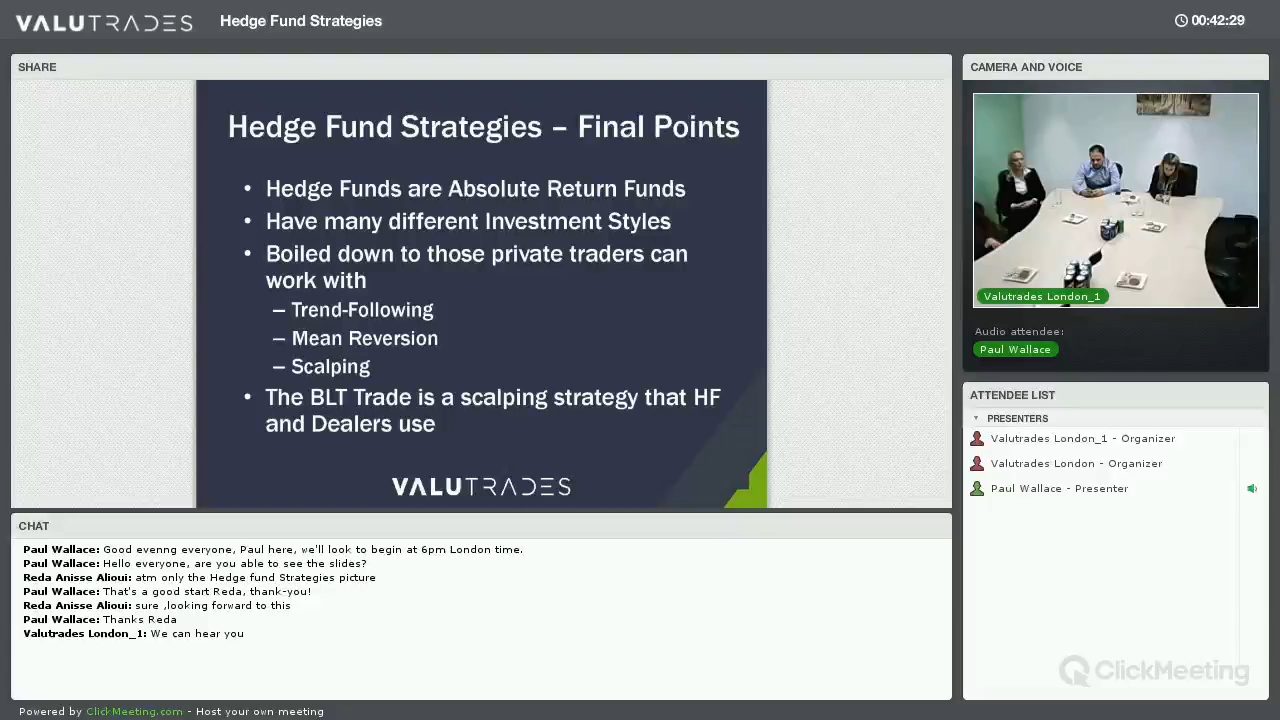 VALUTRADES Hedge Fund Strategies 00:42:29
SHARE
Hedge Fund Strategies – Final Points
• Hedge Funds are Absolute Return Funds
• Have many different Investment Styles
• Boiled down to those private traders can
work with
– Trend-Following
– Mean Reversion
– Scalping
• The BLT Trade is a scalping strategy that HF
and Dealers use
VALUTRADES
CHAT
Paul Wallace: Good evenng everyone, Paul here, we'll look to begin at 6pm London time.
Paul Wallace: Hello everyone, are you able to see the slides?
Reda Anisse Alioui: atm only the Hedge fund Strategies picture
Paul Wallace: That's a good start Reda, thank-you!
Reda Anisse Alioui: sure ,looking forward to this
Paul Wallace: Thanks Reda
Valutrades London_1: We can hear you
CAMERA AND VOICE
Valutrades London_1
Audio attendee:
Paul Wallace
ATTENDEE LIST
PRESENTERS
Valutrades London_1 - Organizer
Valutrades London - Organizer
Paul Wallace - Presenter
ClickMeeting
Powered by ClickMeeting.com - Host your own meeting